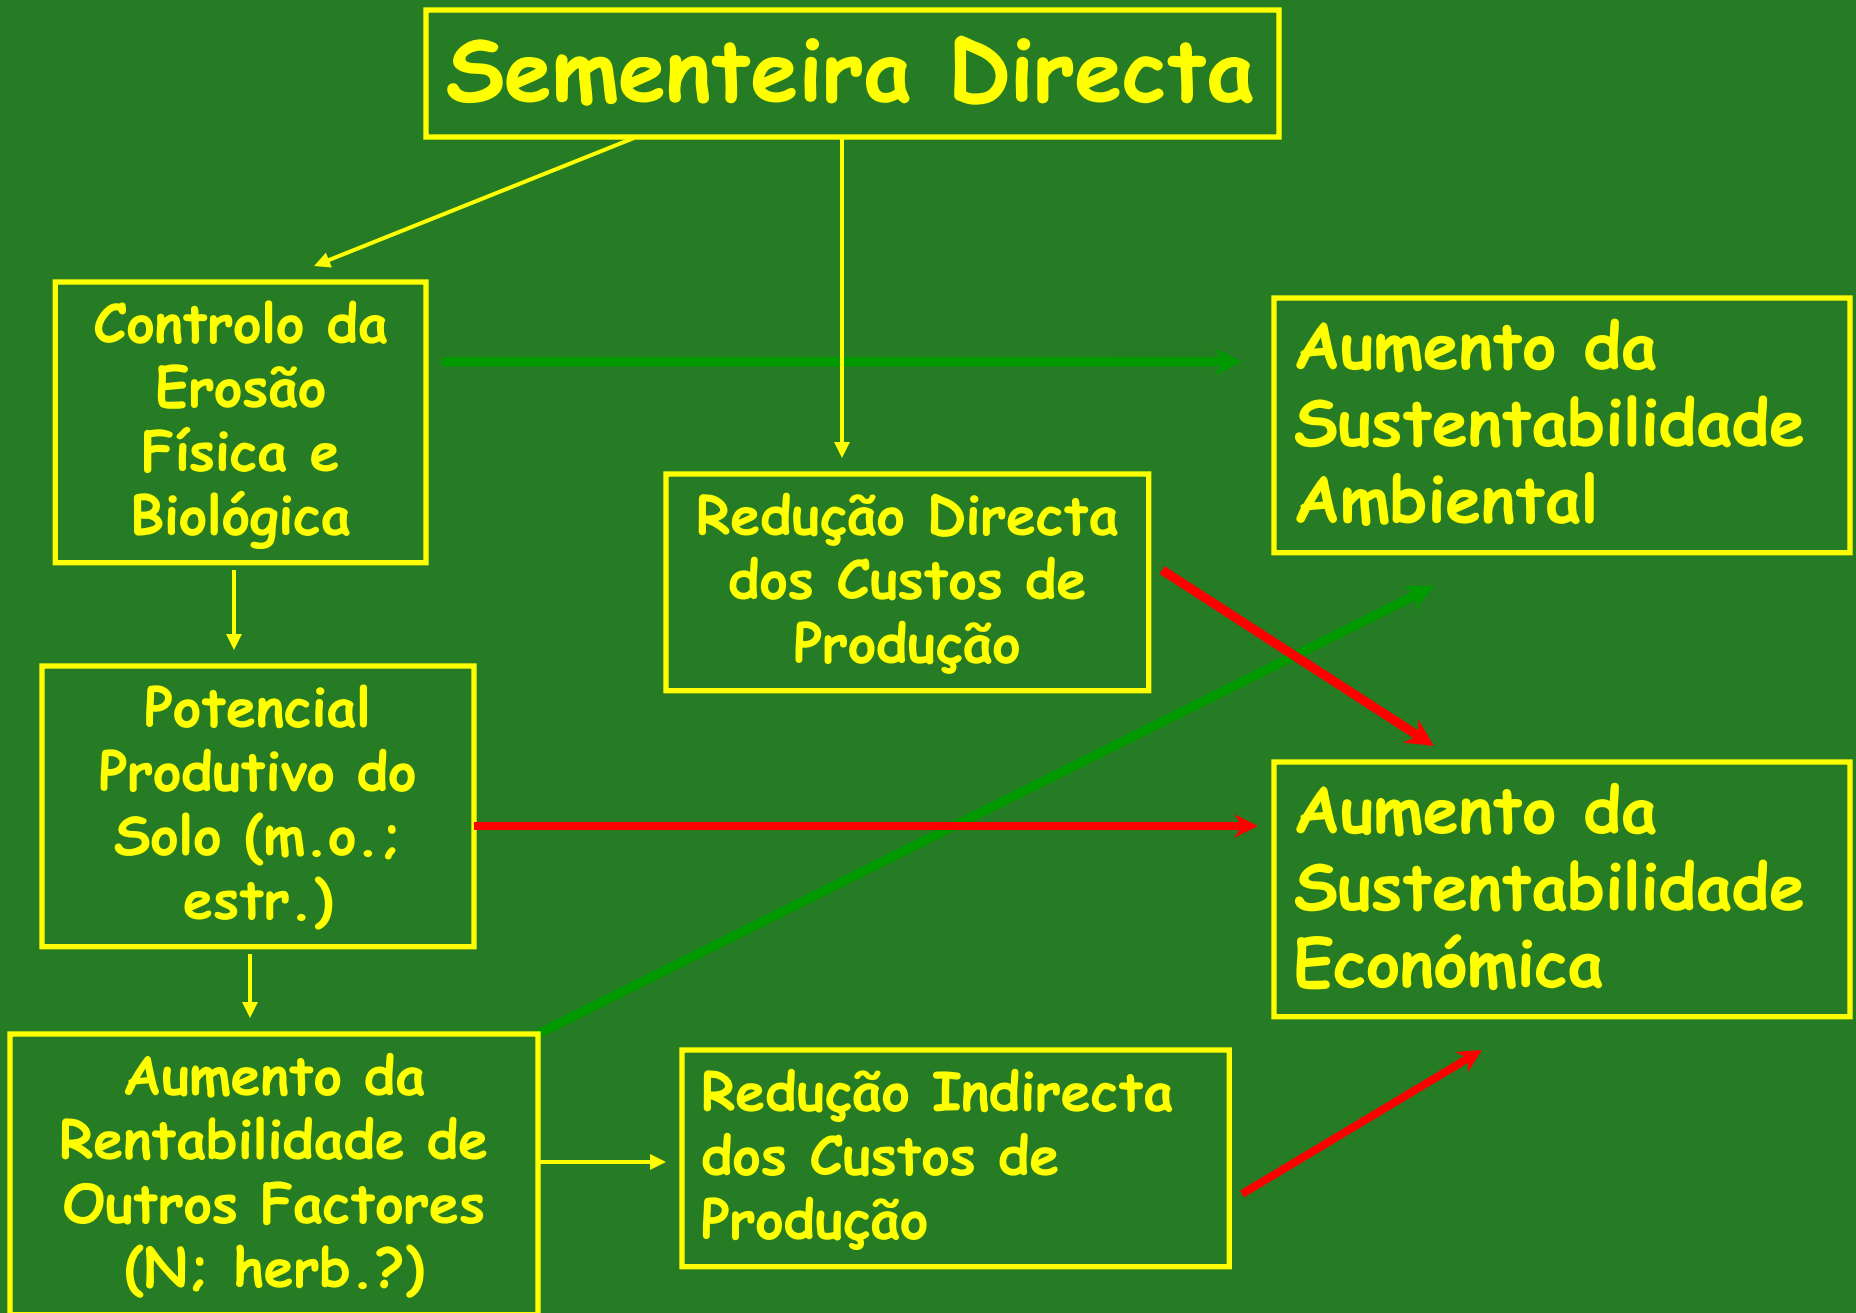 Sementeira Directa
Controlo da
Erosão
Física e
Biológica
Aumento da
Sustentabilidade
Ambiental
Redução Directa
dos Custos de
Produção
Potencial
Produtivo do
Solo (m.o.;
estr.)
Aumento da
Sustentabilidade
Económica
Aumento da
Rentabilidade de
Outros Factores
(N; herb.?)
Redução Indirecta
dos Custos de
Produção